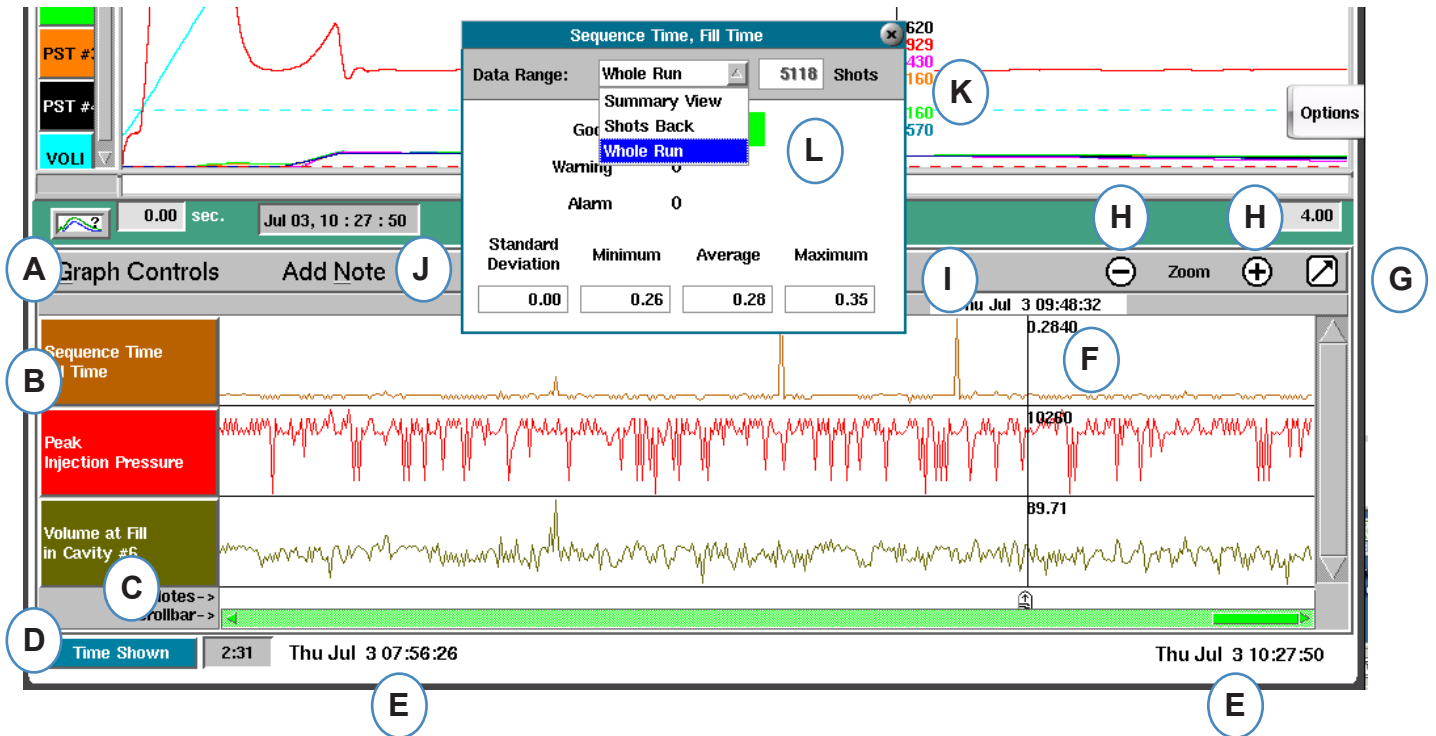 PST #3
PST #4
VOLI
Sequence Time, Fill Time
Data Range: Whole Run 5118 Shots
Summary View
Shots Back
Whole Run
Warning 0
Alarm 0
Standard Deviation
Minimum
Average
Maximum
0.00 0.26 0.28 0.35
620
929
430
160
160
570
K
L
Options
0.00 sec.
Jul 03, 10 : 27 : 50
H
H
4.00
A
Graph Controls
Add Note
J
I
Zoom
G
Thu Jul 3 09:48:32
B
Sequence Time
Fill Time
0.2840
F
Peak
Injection Pressure
10260
Volume at Fill
in Cavity #6
89.71
C
Notes->
Scrollbar->
D
Time Shown
2:31
Thu Jul 3 07:56:26
Thu Jul 3 10:27:50
E
E